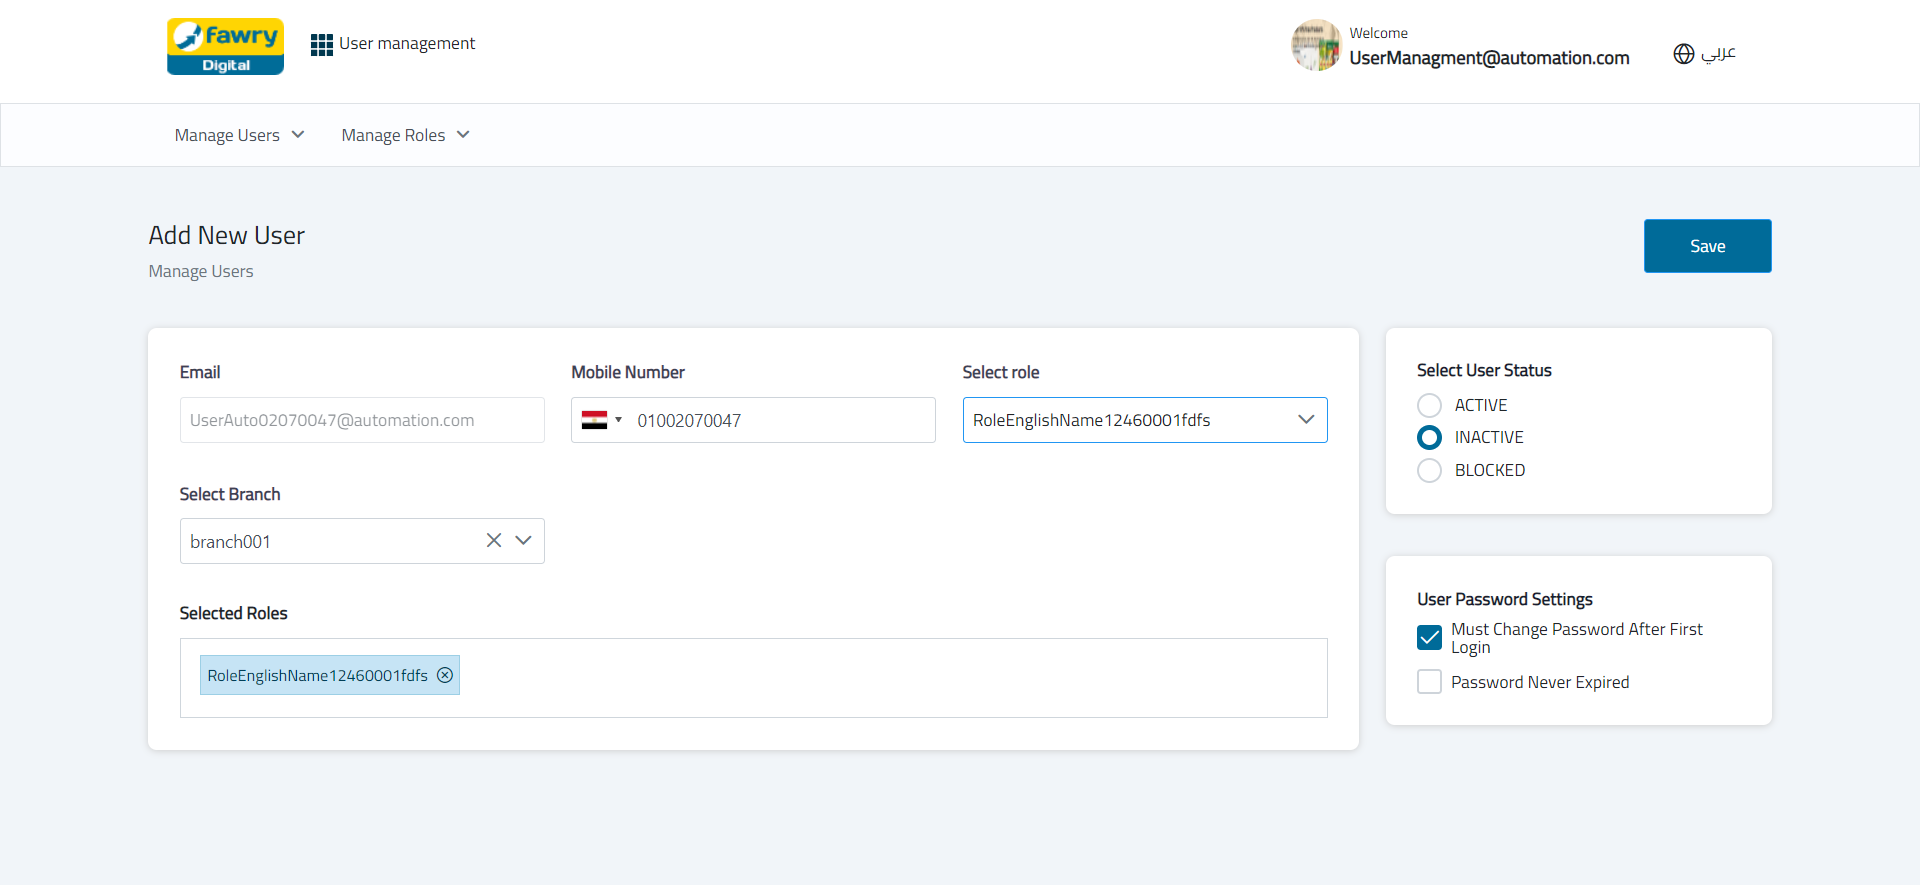 fawry
Digital
User management
Welcome
UserManagment@automation.com
عربي
Manage Users
Manage Roles
Add New User
Manage Users
Save
Email
Mobile Number
Select role
UserAuto02070047@automation.com
01002070047
RoleEnglishName12460001fdfs
Select Branch
branch001
Selected Roles
RoleEnglishName12460001fdfs
Select User Status
ACTIVE
INACTIVE
BLOCKED
User Password Settings
Must Change Password After First
Login
Password Never Expired